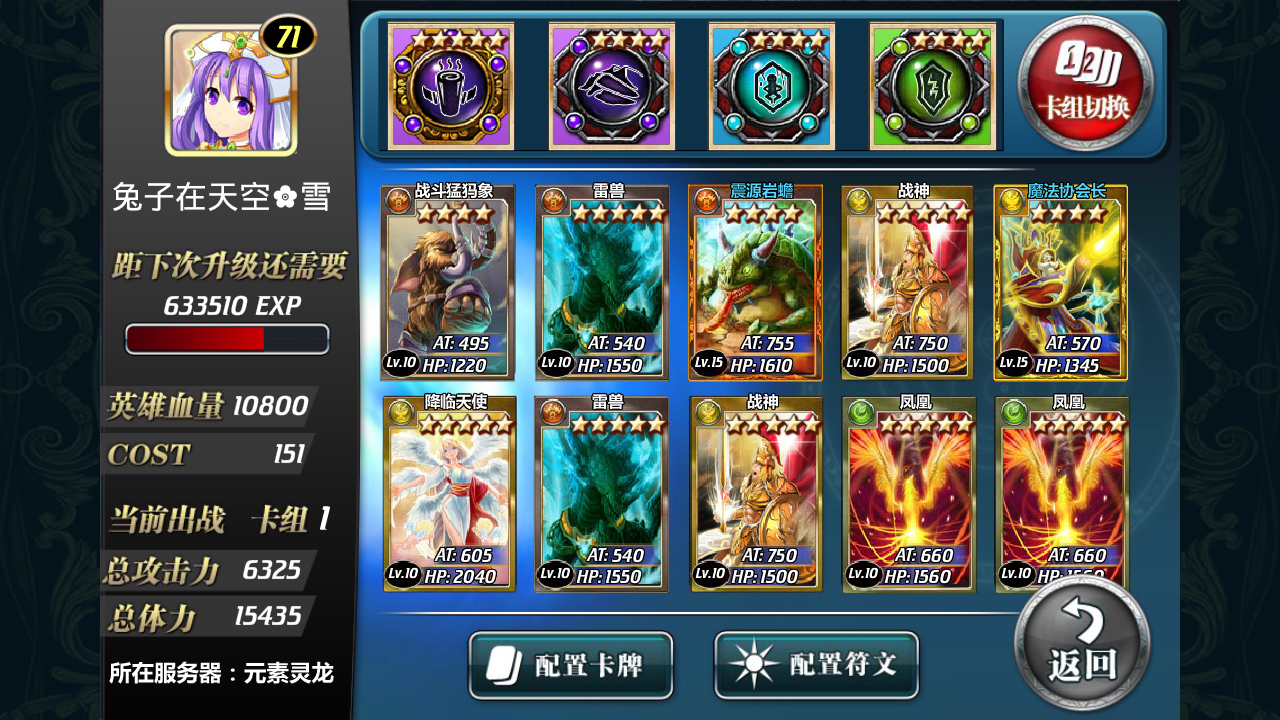 71
兔子在天空✿雪
距下次升级还需要
633510 EXP
英雄血量 10800
COST 151
当前出战 卡组 1
总攻击力 6325
总体力 15435
所在服务器：元素灵龙
卡组切换
战斗猛犸象
AT: 495
Lv.10 HP:1220
雷兽
AT: 540
Lv.10 HP:1550
震源岩蟾
AT: 755
Lv.15 HP:1610
战神
AT: 750
Lv.10 HP:1500
魔法协会长
AT: 570
Lv.15 HP:1345
降临天使
AT: 605
Lv.10 HP:2040
雷兽
AT: 540
Lv.10 HP:1550
战神
AT: 750
Lv.10 HP:1500
凤凰
AT: 660
Lv.10 HP:1560
凤凰
AT: 660
Lv.10 HP:1560
配置卡牌
配置符文
返回